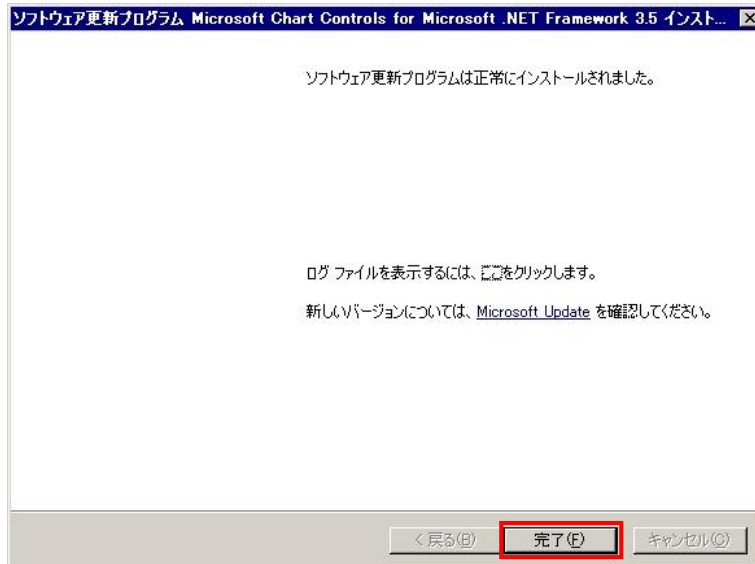 ソフトウェア更新プログラム Microsoft Chart Controls for Microsoft .NET Framework 3.5 インスト...
ソフトウェア更新プログラムは正常にインストールされました。
ログ ファイルを表示するには、ここをクリックします。
新しいバージョンについては、Microsoft Update を確認してください。
< 戻る(B)
完了(F)
キャンセル(C)